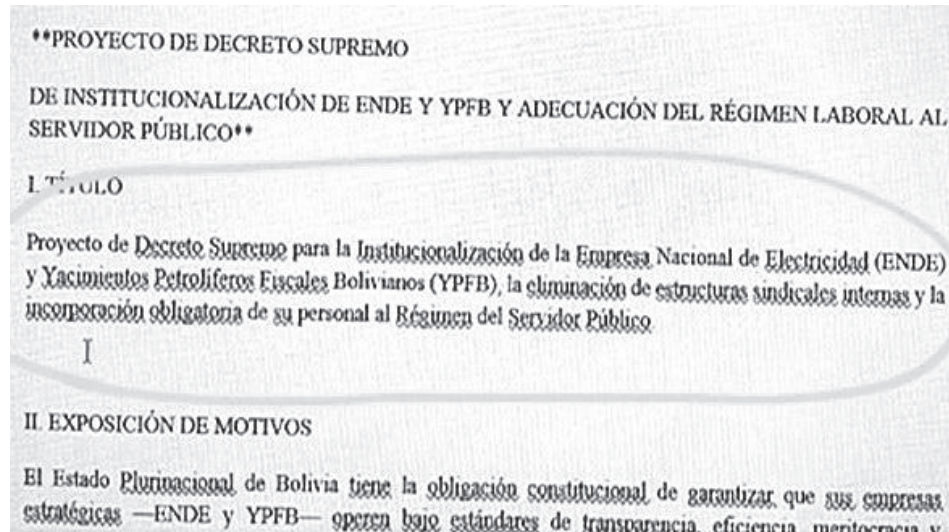 **PROYECTO DE DECRETO SUPREMO
DE INSTITUCIONALIZACIÓN DE ENDE Y YPFB Y ADECUACIÓN DEL RÉGIMEN LABORAL AL
SERVIDOR PÚBLICO**
I. TÍTULO
Proyecto de Decreto Supremo para la Institucionalización de la Empresa Nacional de Electricidad (ENDE)
y Yacimientos Petrolíferos Fiscales Bolivianos (YPFB), la eliminación de estructuras sindicales internas y la
incorporación obligatoria de su personal al Régimen del Servidor Público
II. EXPOSICIÓN DE MOTIVOS
El Estado Plurinacional de Bolivia tiene la obligación constitucional de garantizar que sus empresas
estratégicas —ENDE y YPFB— operen bajo estándares de transparencia, eficiencia, meritocracia